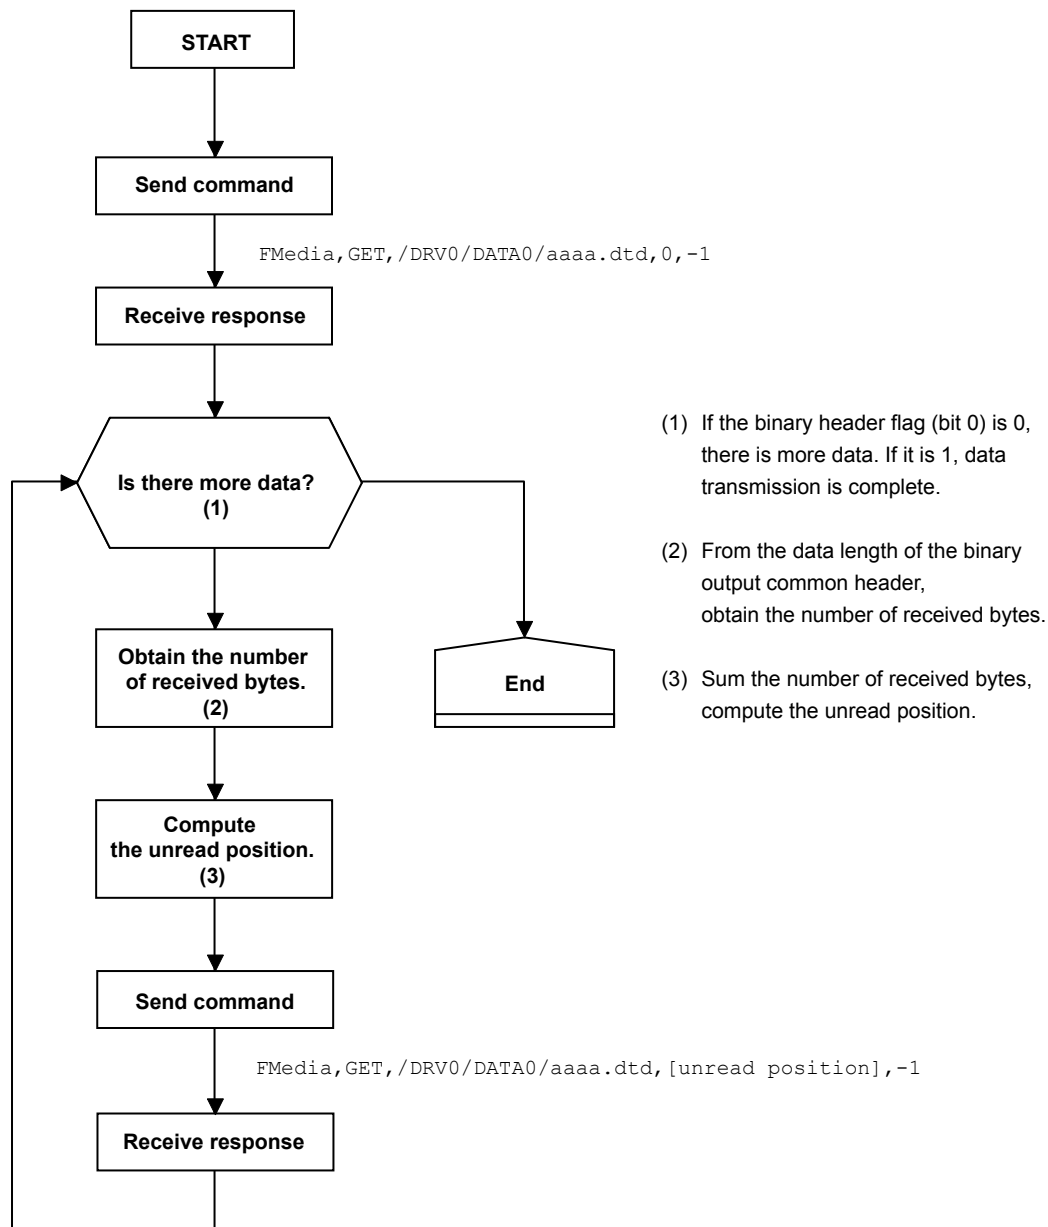 START
Send command
FMedia,GET,/DRV0/DATA0/aaaa.dtd,0,-1
Receive response
Is there more data?
(1)
Obtain the number
of received bytes.
(2)
End
Compute
the unread position.
(3)
Send command
FMedia,GET,/DRV0/DATA0/aaaa.dtd,[unread position],-1
Receive response
(1) If the binary header flag (bit 0) is 0,
there is more data. If it is 1, data
transmission is complete.
(2) From the data length of the binary
output common header,
obtain the number of received bytes.
(3) Sum the number of received bytes,
compute the unread position.